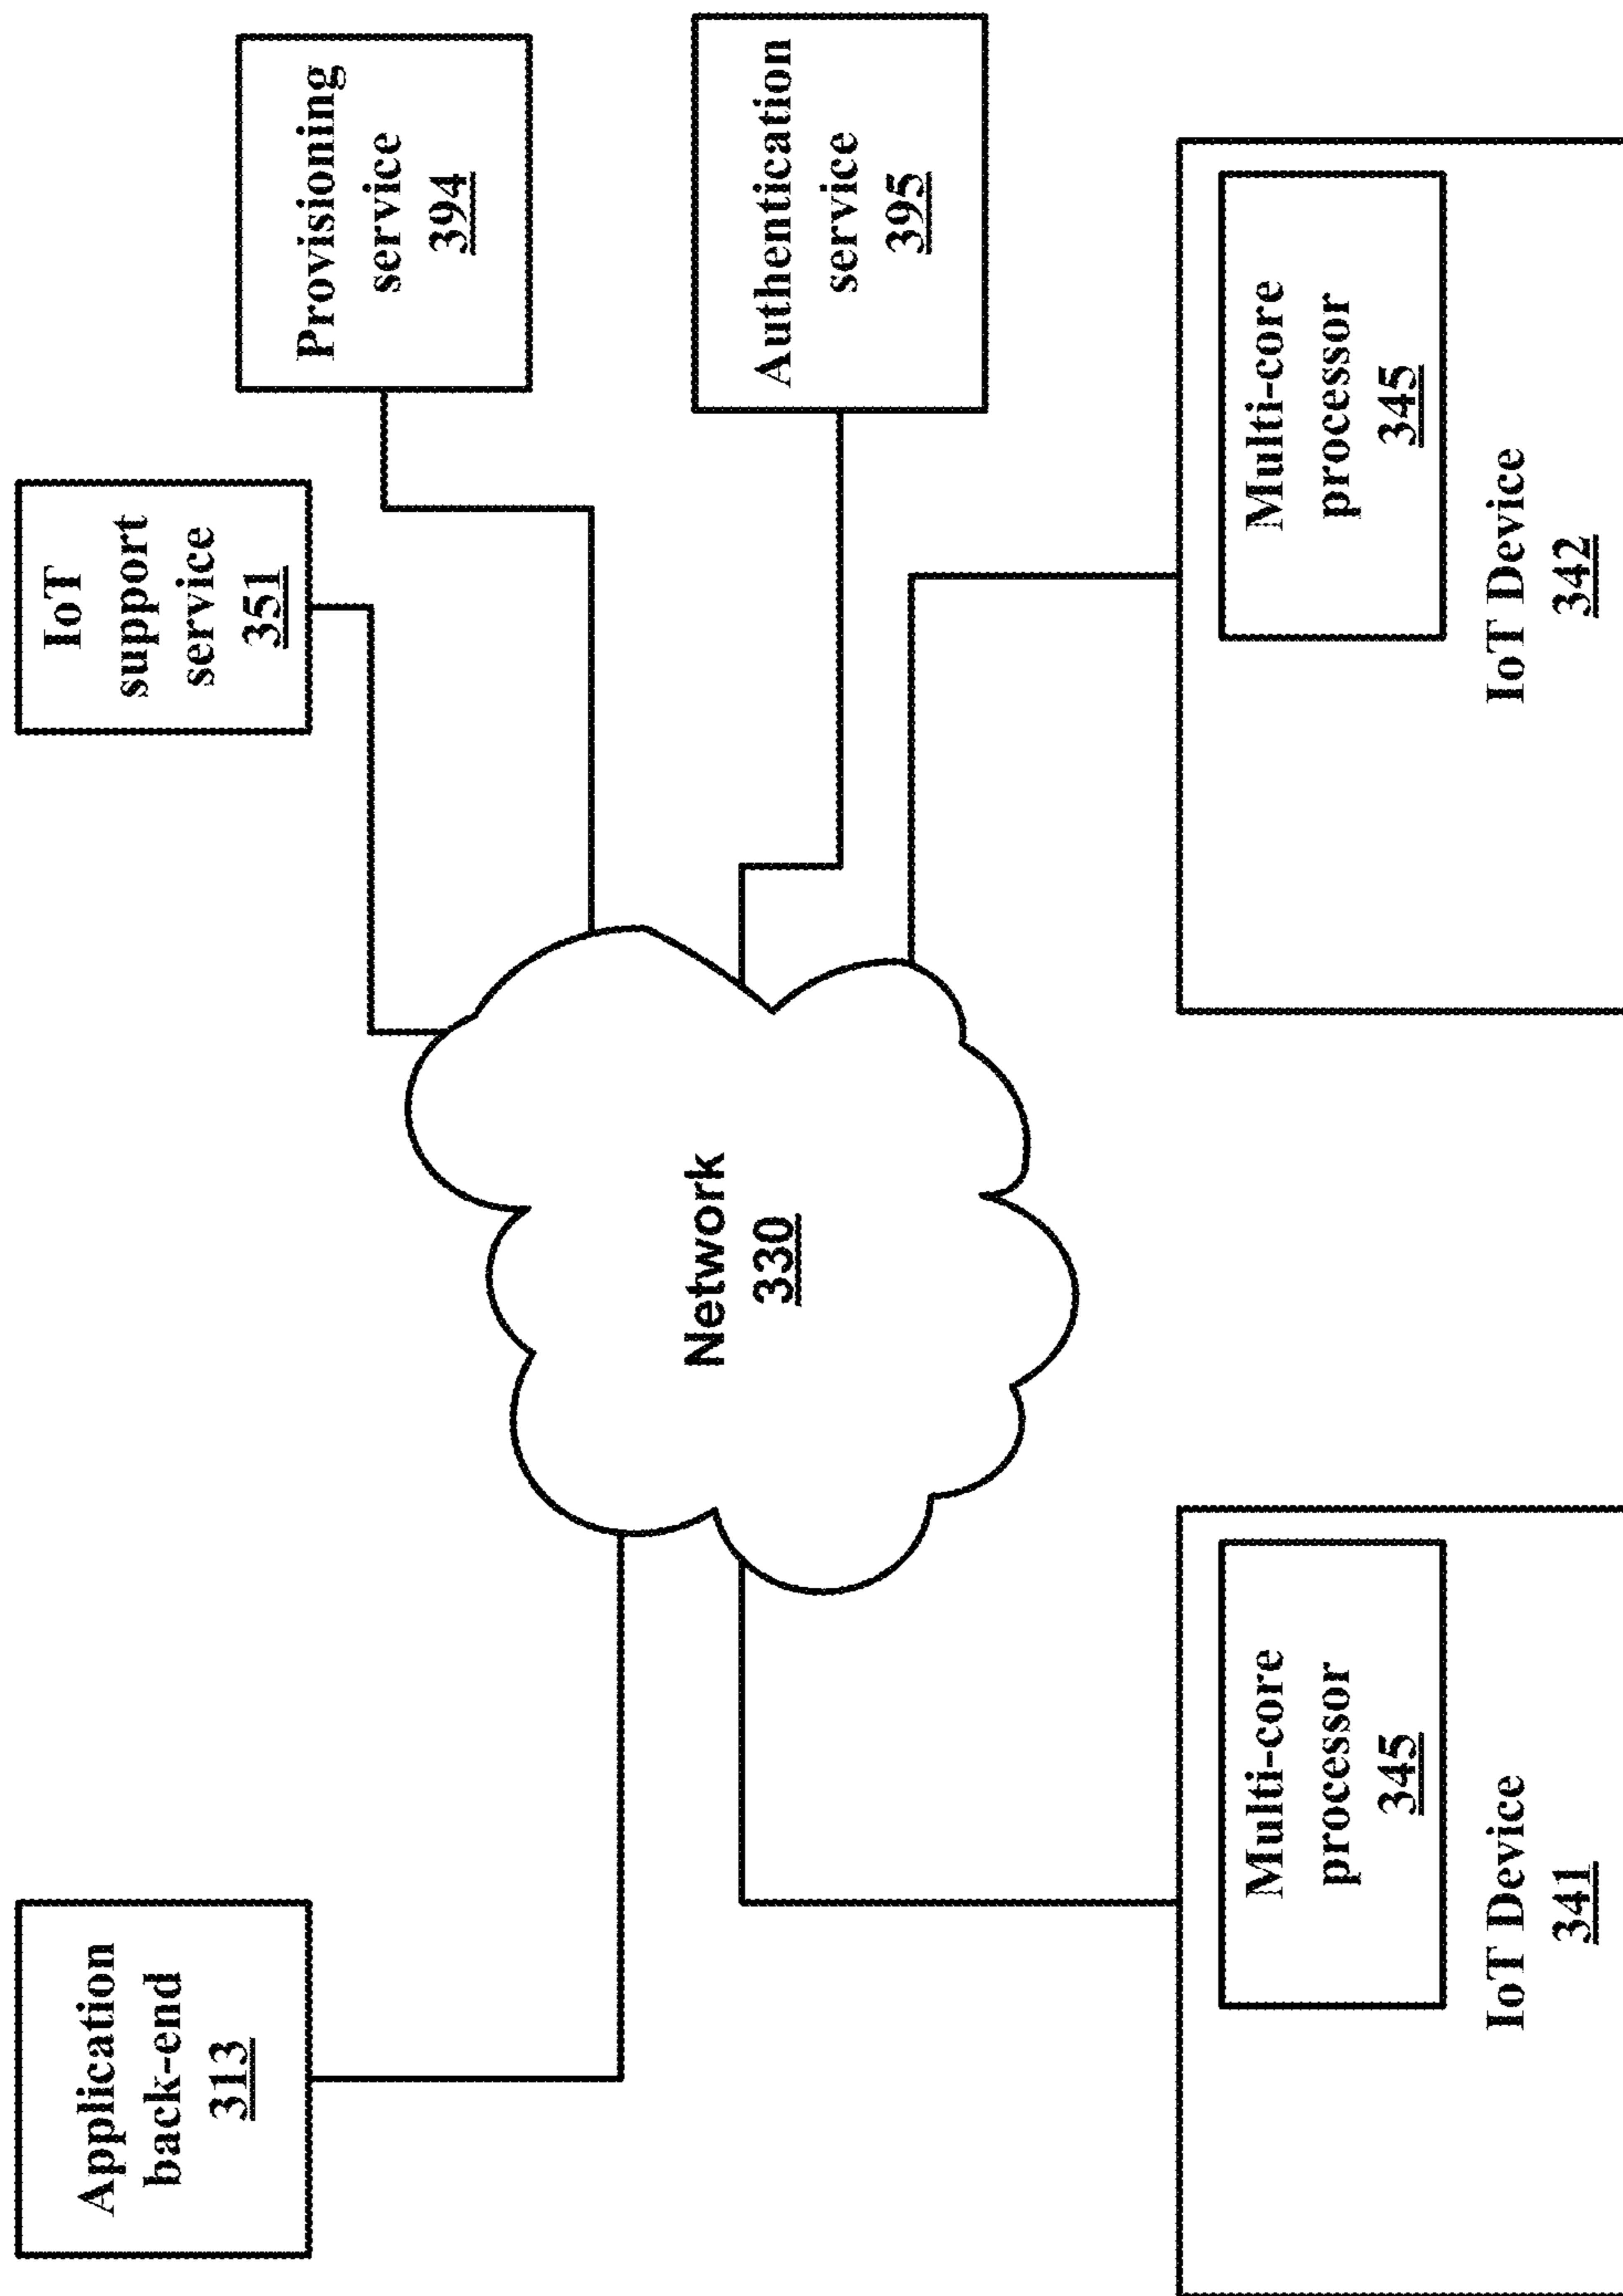 Application
back-end
313
IoT
support
service
351
Provisioning
service
394
Authentication
service
395
Network
330
Multi-core
processor
345
IoT Device
341
Multi-core
processor
345
IoT Device
342